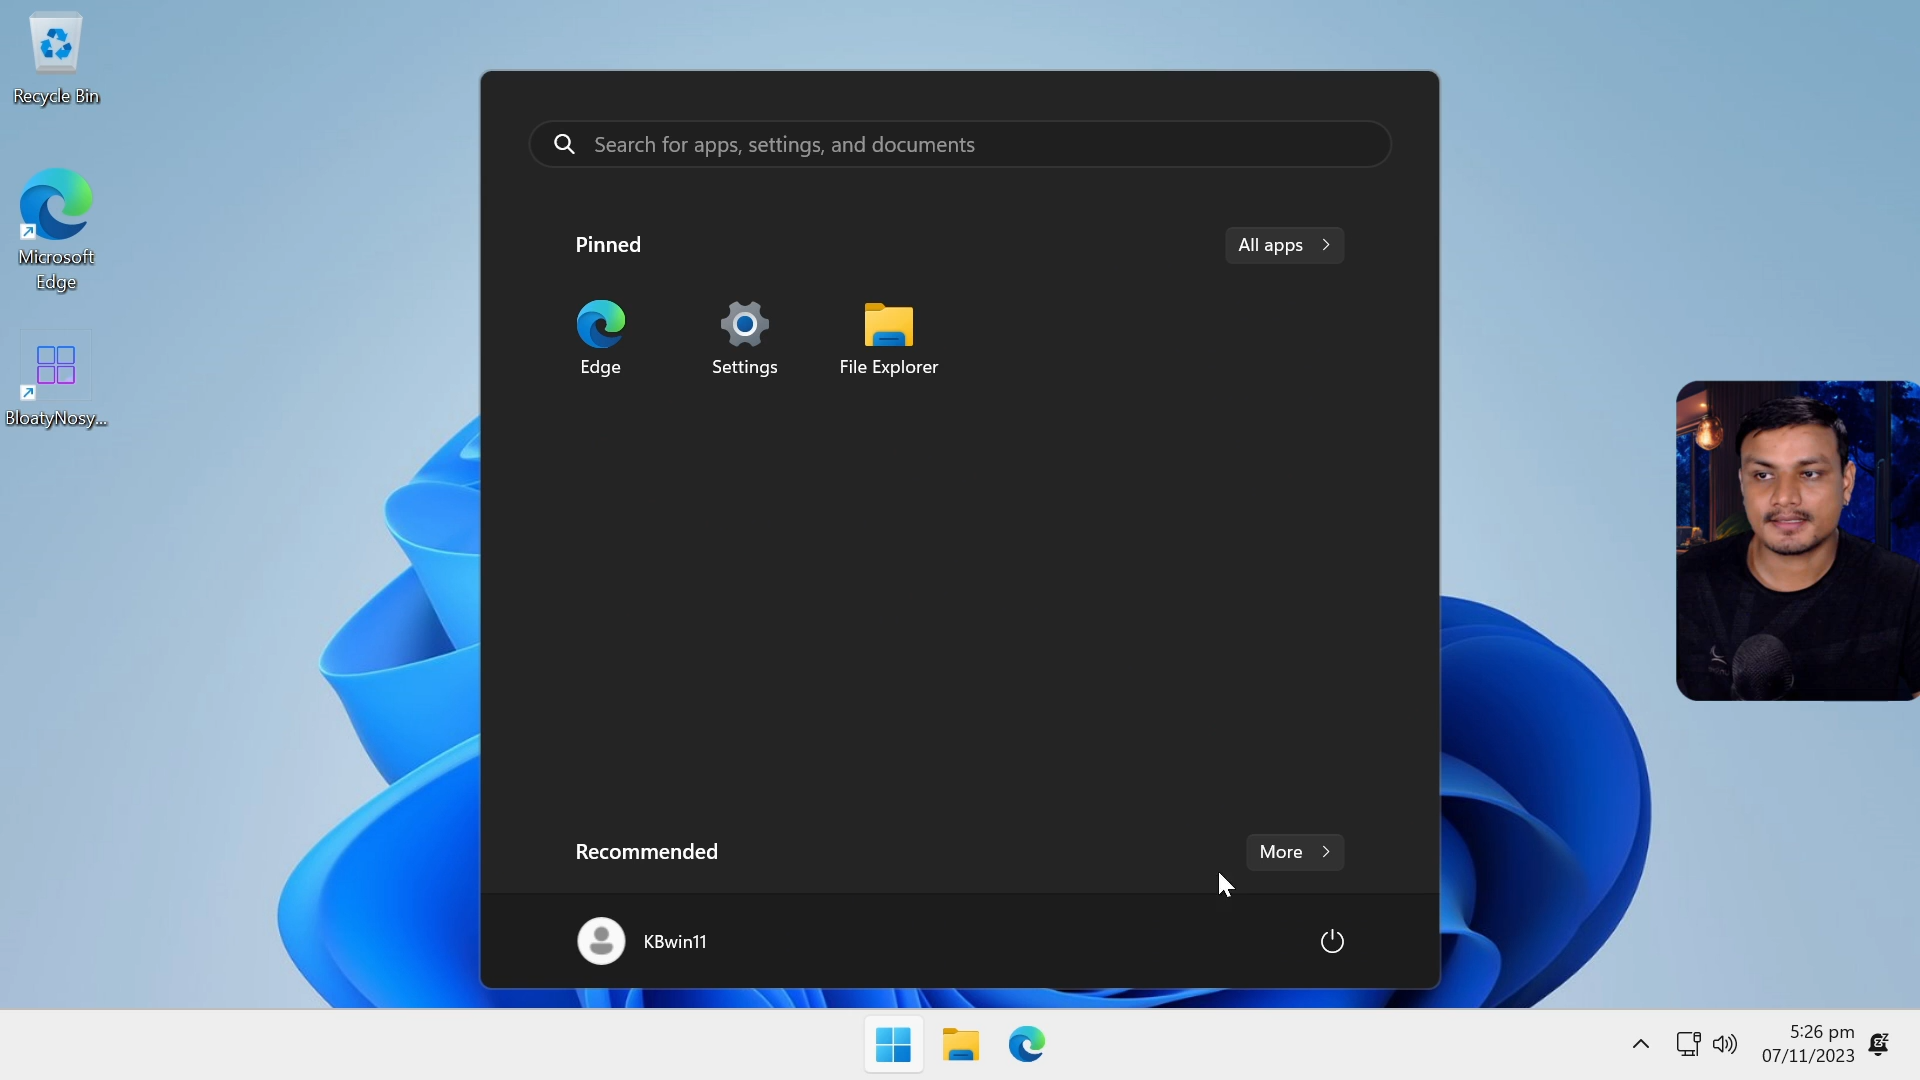 Recycle Bin
Microsoft
Edge
BloatyNosy...
Search for apps, settings, and documents
Pinned
All apps
Edge
Settings
File Explorer
Recommended
More
KBwin11
5:26 pm
07/11/2023